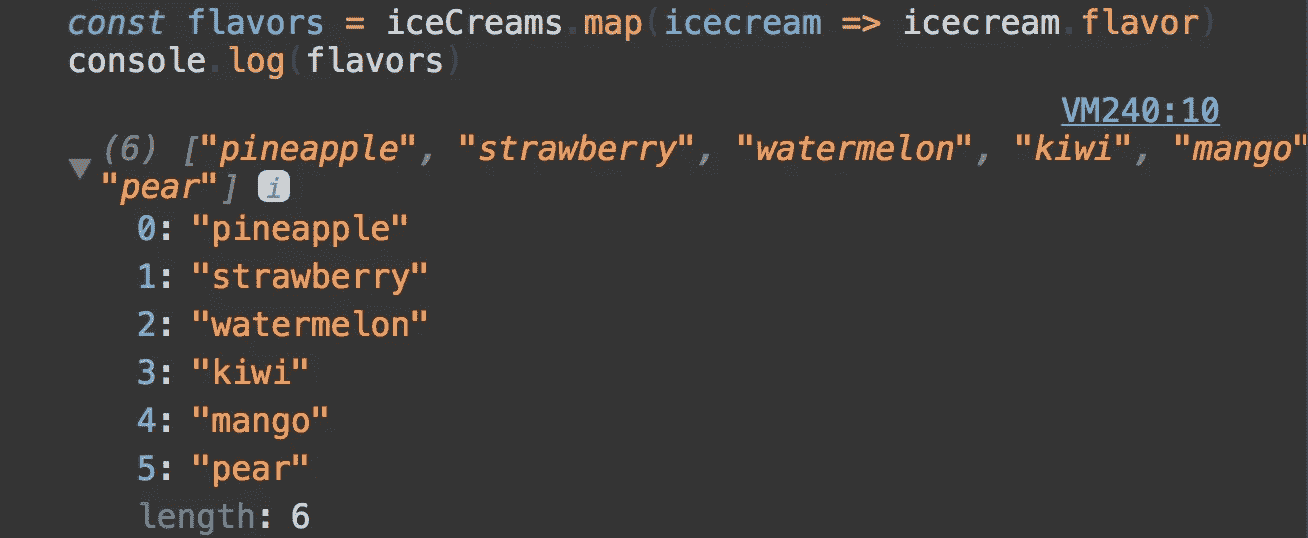 const flavors = iceCreams.map(icecream => icecream.flavor)
console.log(flavors)
VM240:10
(6) ["pineapple", "strawberry", "watermelon", "kiwi", "mango"
"pear"] i
0: "pineapple"
1: "strawberry"
2: "watermelon"
3: "kiwi"
4: "mango"
5: "pear"
length: 6